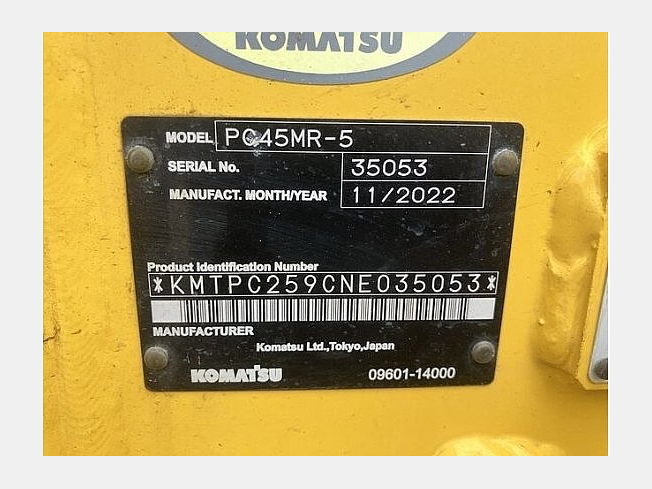 KOMATSU
MODEL PC45MR-5
SERIAL No. 35053
MANUFACT. MONTH/YEAR 11/2022
Product Identification Number
*KMTPC259CNE035053*
MANUFACTURER
Komatsu Ltd.,Tokyo,Japan
KOMATSU 09601-14000